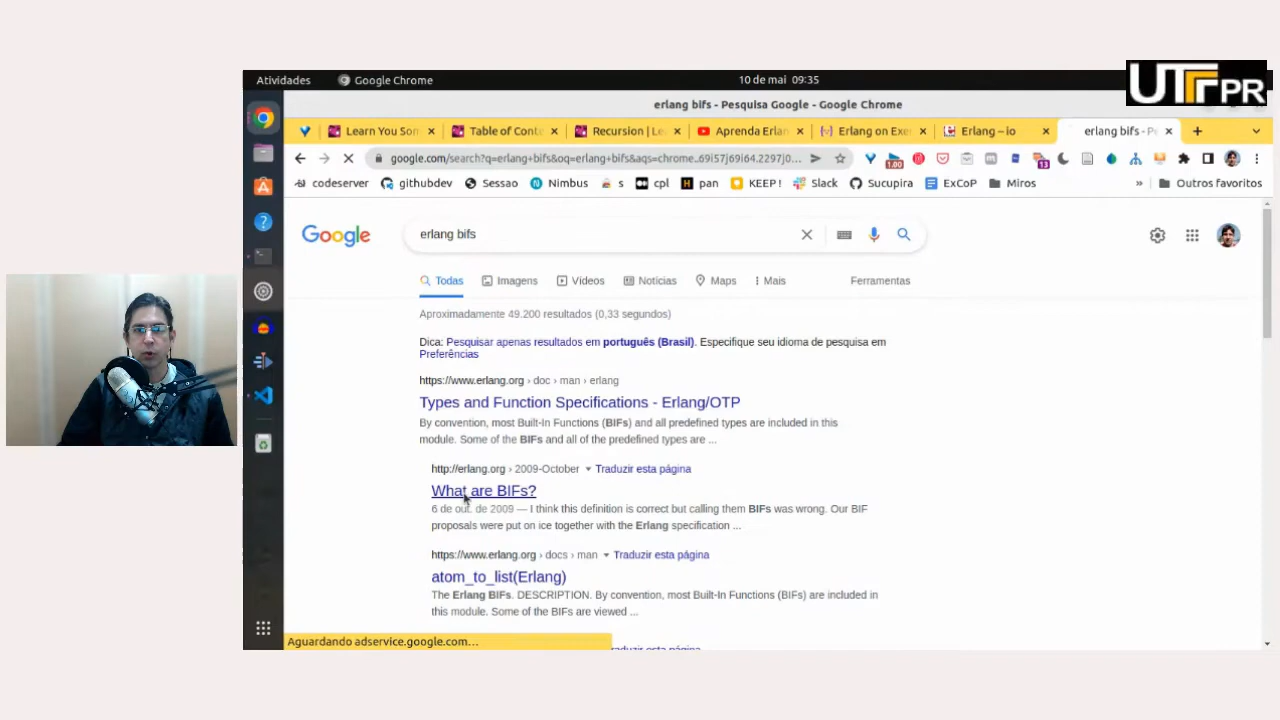 Atividades
Google Chrome
10 de mai 09:35
UTFPR
erlang bifs - Pesquisa Google - Google Chrome
Learn You Son
Table of Conte
Recursion | Le
Aprenda Erlan
Erlang on Exe
Erlang – io
erlang bifs - Pe
google.com/search?q=erlang+bifs&oq=erlang+bifs&aqs=chrome..69i57j69i64.2297j0...
1.00
13
codeserver
githubdev
Sessao
Nimbus
s
cpl
pan
KEEP !
Slack
Sucupira
ExCoP
Miros
»
Outros favoritos
Google
erlang bifs
Todas
Imagens
Vídeos
Notícias
Maps
Mais
Ferramentas
Aproximadamente 49.200 resultados (0,33 segundos)
Dica: Pesquisar apenas resultados em português (Brasil). Especifique seu idioma de pesquisa em
Preferências
https://www.erlang.org › doc › man › erlang
Types and Function Specifications - Erlang/OTP
By convention, most Built-In Functions (BIFs) and all predefined types are included in this
module. Some of the BIFs and all of the predefined types are ...
http://erlang.org › 2009-October Traduzir esta página
What are BIFs?
6 de out. de 2009 — I think this definition is correct but calling them BIFs was wrong. Our BIF
proposals were put on ice together with the Erlang specification ...
https://www.erlang.org › docs › man Traduzir esta página
atom_to_list(Erlang)
The Erlang BIFs. DESCRIPTION. By convention, most Built-In Functions (BIFs) are included in
this module. Some of the BIFs are viewed ...
Aguardando adservice.google.com...